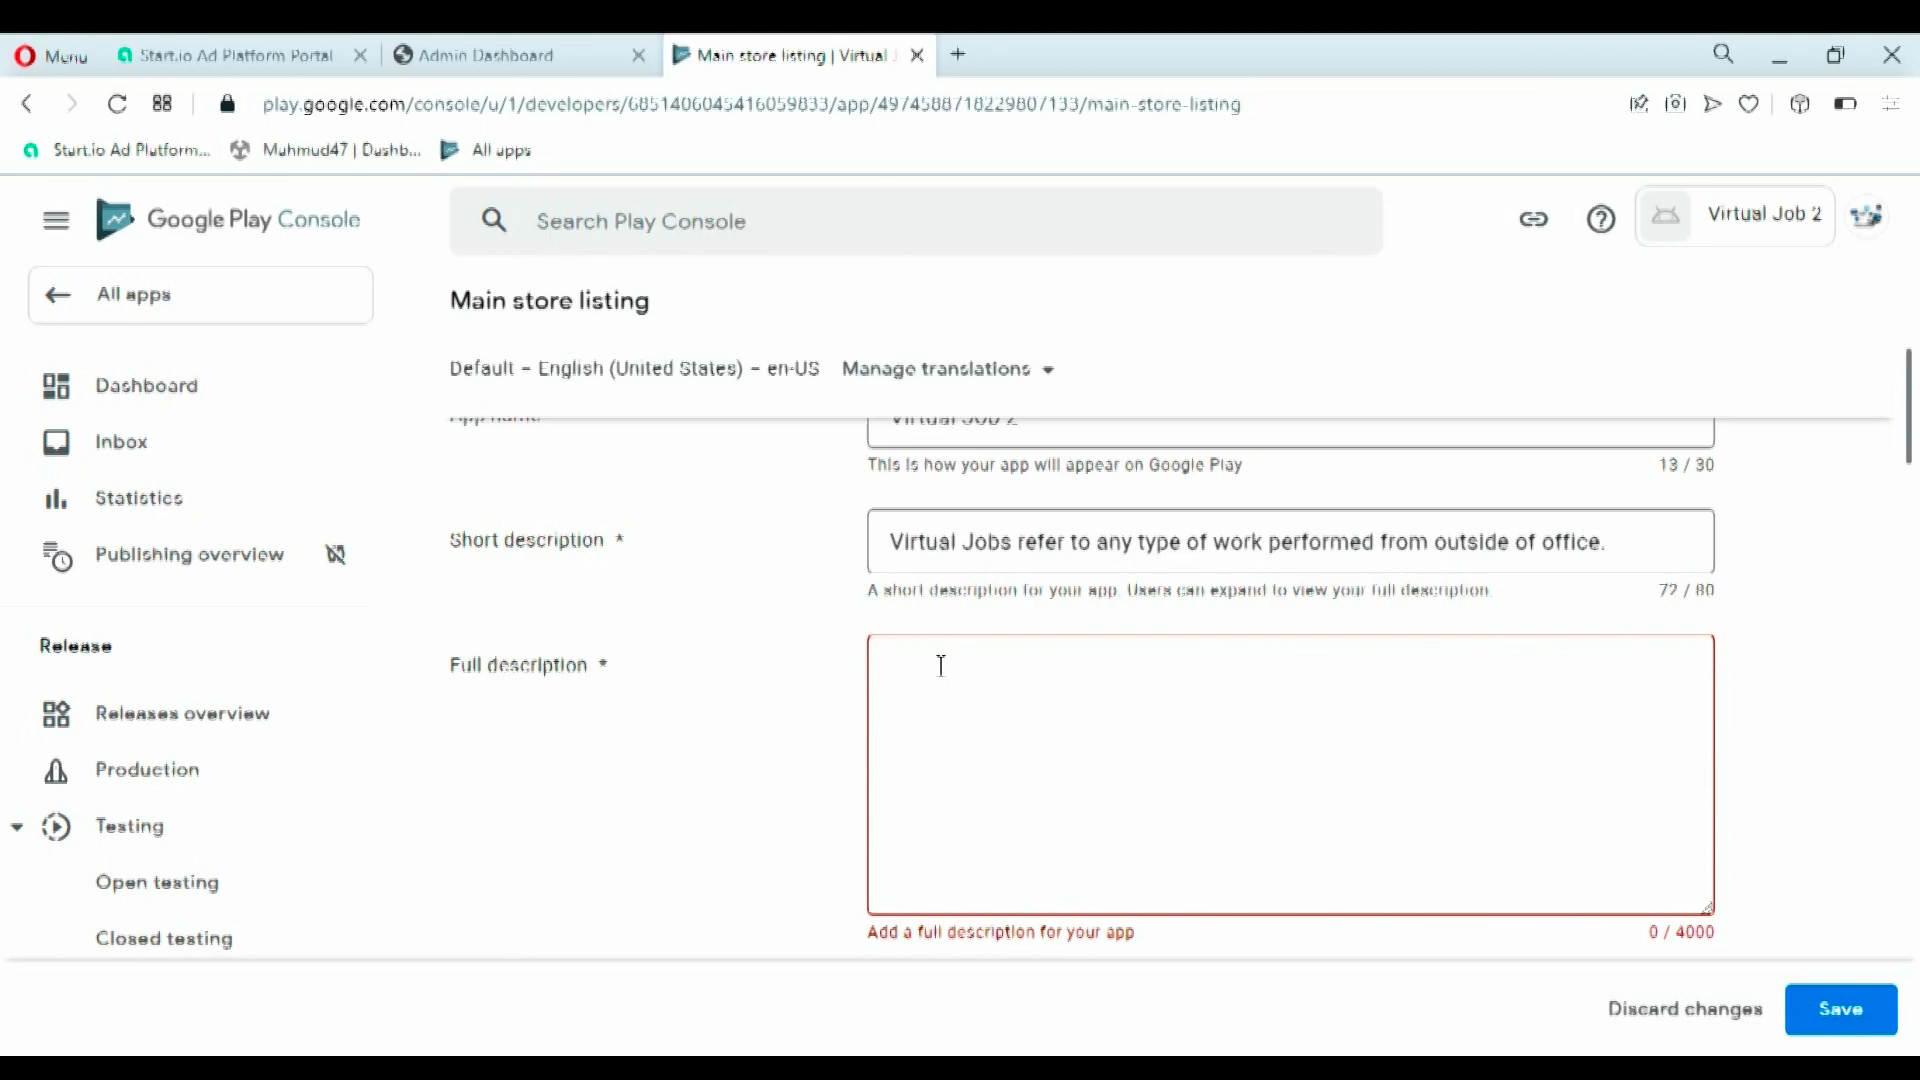 Menu
Start.io Ad Platform Portal
Admin Dashboard
Main store listing | Virtual J
play.google.com/console/u/1/developers/6851406045416059833/app/4974588718229807133/main-store-listing
Start.io Ad Platform...
Mahmud47 | Dashb...
All apps
Google Play Console
Search Play Console
Virtual Job 2
All apps
Main store listing
Default – English (United States) – en-US
Manage translations
Dashboard
App name
Virtual Job 2
Inbox
This is how your app will appear on Google Play
13 / 30
Statistics
Short description *
Virtual Jobs refer to any type of work performed from outside of office.
Publishing overview
A short description for your app. Users can expand to view your full description.
72 / 80
Release
Full description *
Releases overview
Production
Testing
Open testing
Closed testing
Add a full description for your app
0 / 4000
Discard changes
Save